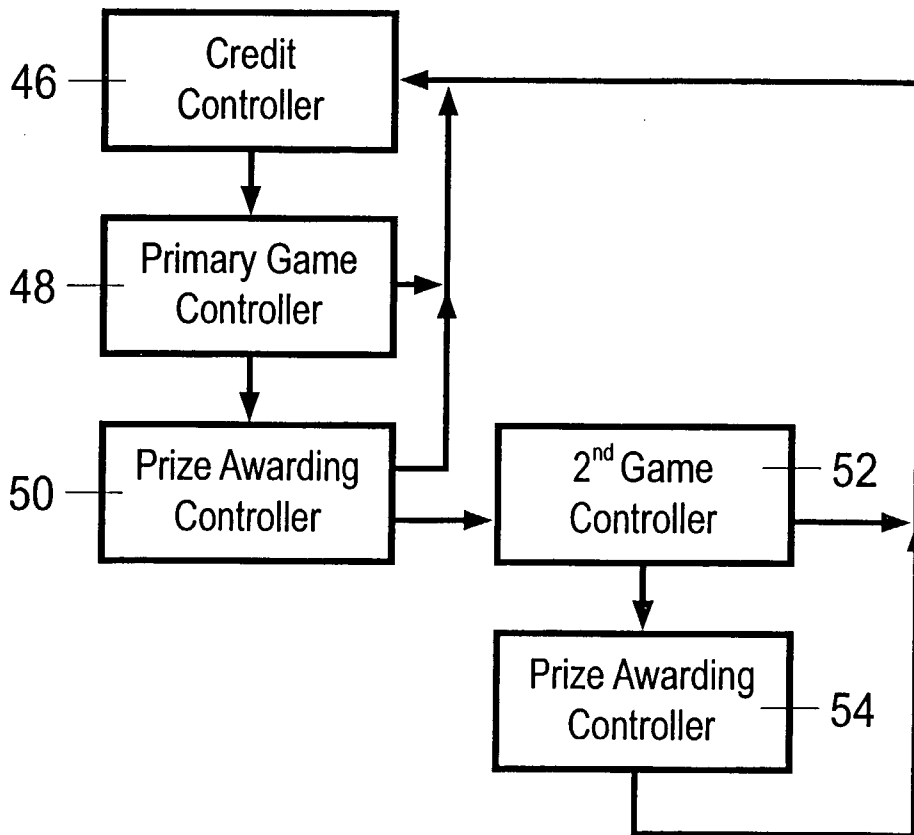 46
Credit
Controller
48
Primary Game
Controller
50
Prize Awarding
Controller
2nd Game
Controller
52
Prize Awarding
Controller
54